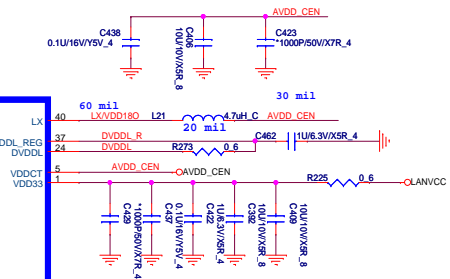 AVDD_CEN
C438
0.1U/16V/Y5V_4
C406
10U/10V/X5R_8
C423
*1000P/50V/X7R_4
60 mil
30 mil
LX
40
LX/VDD18O
L21
4.7uH_C
AVDD_CEN
20 mil
DDL_REG
37
DVDDL_R
C462
1U/6.3V/X5R_4
DVDDL
24
DVDDL
R273
0_6
VDDCT
5
AVDD_CEN
AVDD_CEN
VDD33
1
R225
0_6
LANVCC
C429
1000P/50V/X7R_4
C437
0.1U/16V/Y5V_4
C422
1U/6.3V/X5R_4
C392
10U/10V/X5R_8
C409
10U/10V/X5R_8